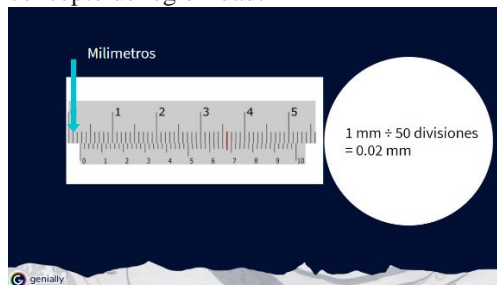 Milimetros
1 2 3 4 5
0 1 2 3 4 5 6 7 8 9 10
1 mm ÷ 50 divisiones
= 0.02 mm
genially